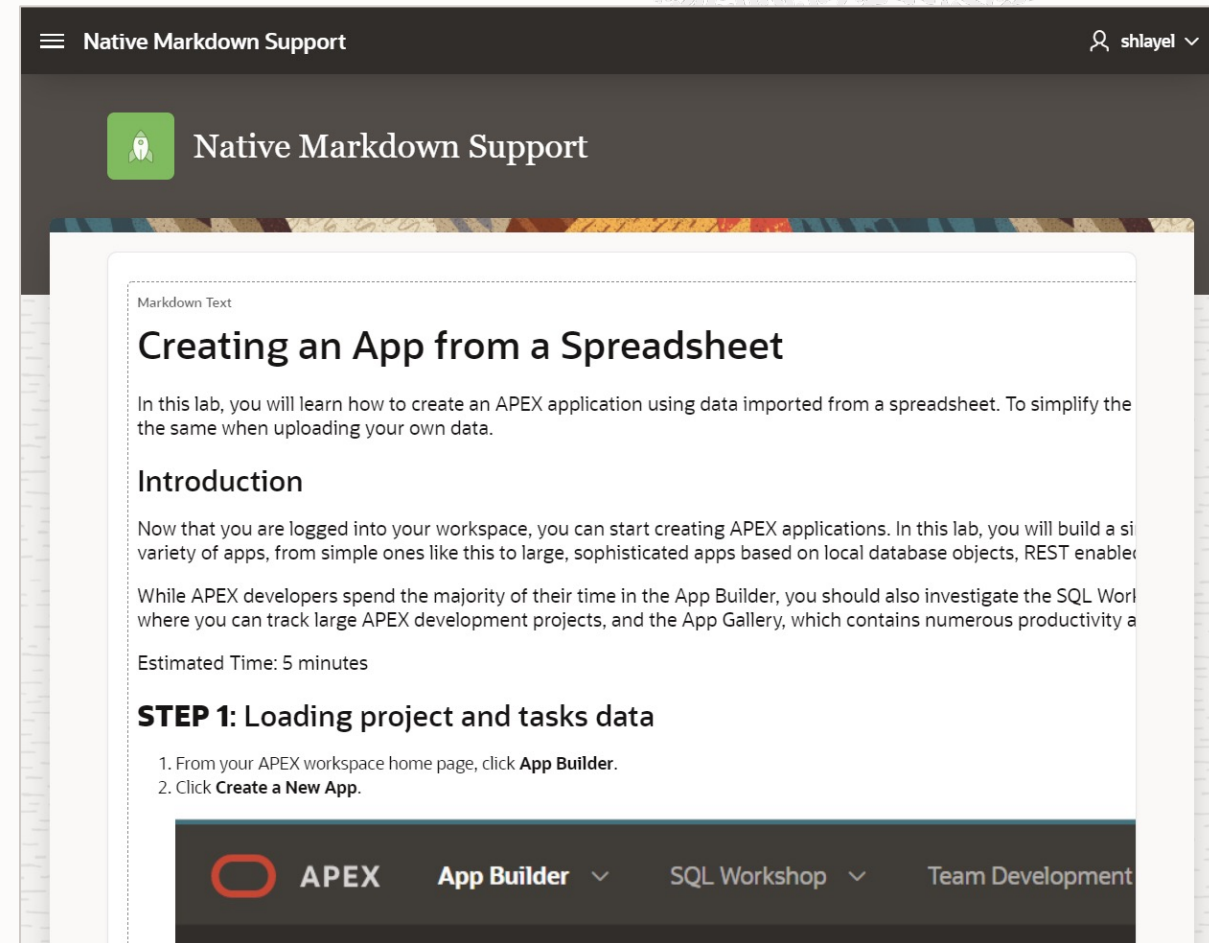 Native Markdown Support
shlayel
Native Markdown Support
Markdown Text
Creating an App from a Spreadsheet
In this lab, you will learn how to create an APEX application using data imported from a spreadsheet. To simplify the
the same when uploading your own data.
Introduction
Now that you are logged into your workspace, you can start creating APEX applications. In this lab, you will build a
variety of apps, from simple ones like this to large, sophisticated apps based on local database objects, REST
While APEX developers spend the majority of their time in the App Builder, you should also investigate the SQL
where you can track large APEX development projects, and the App Gallery, which contains numerous productivity
Estimated Time: 5 minutes
STEP 1: Loading project and tasks data
1. From your APEX workspace home page, click App Builder.
2. Click Create a New App.
APEX App Builder SQL Workshop Team Development